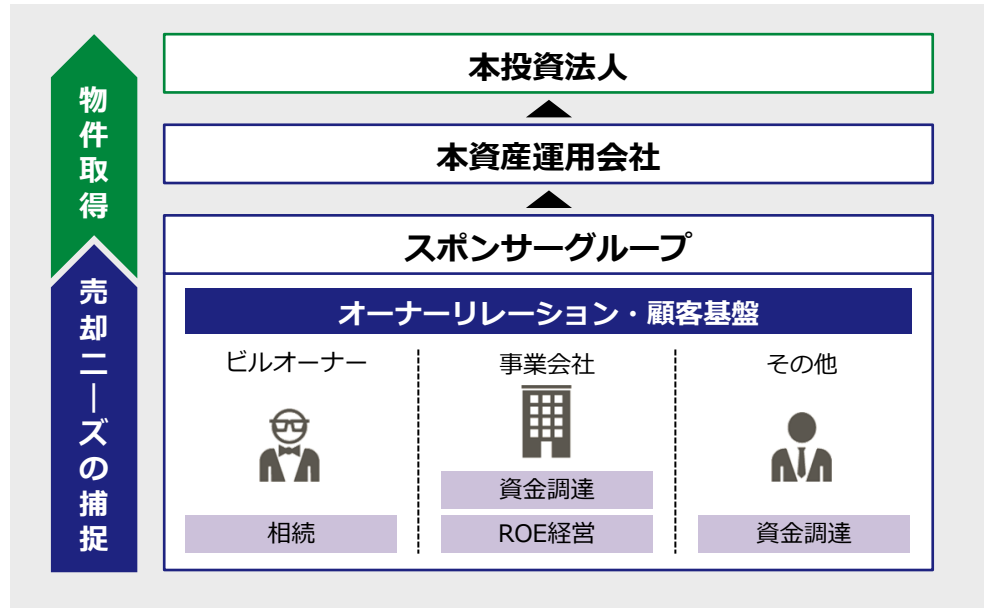 物件取得
売却ニーズの捕捉
本投資法人
本資産運用会社
スポンサーグループ
オーナーリレーション・顧客基盤
ビルオーナー
相続
事業会社
資金調達
ROE経営
その他
資金調達